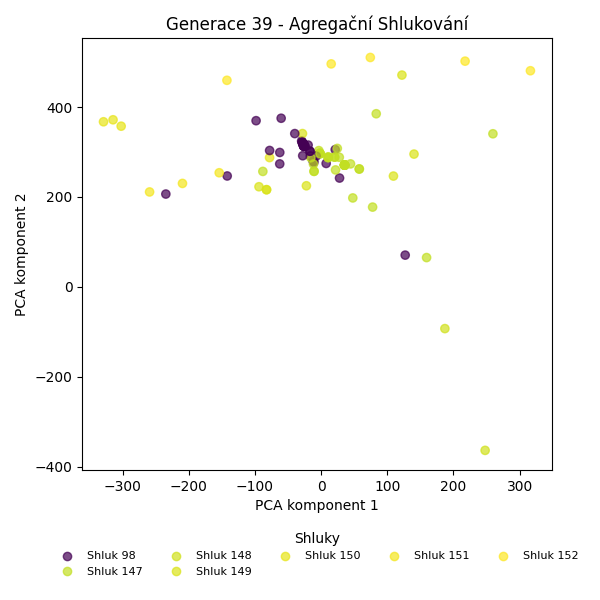 Generace 39 - Agregační Shlukování
PCA komponent 2
400
200
0
−200
−400
−300 −200 −100 0 100 200 300
PCA komponent 1
Shluky
Shluk 98 Shluk 148 Shluk 150 Shluk 151 Shluk 152
Shluk 147 Shluk 149